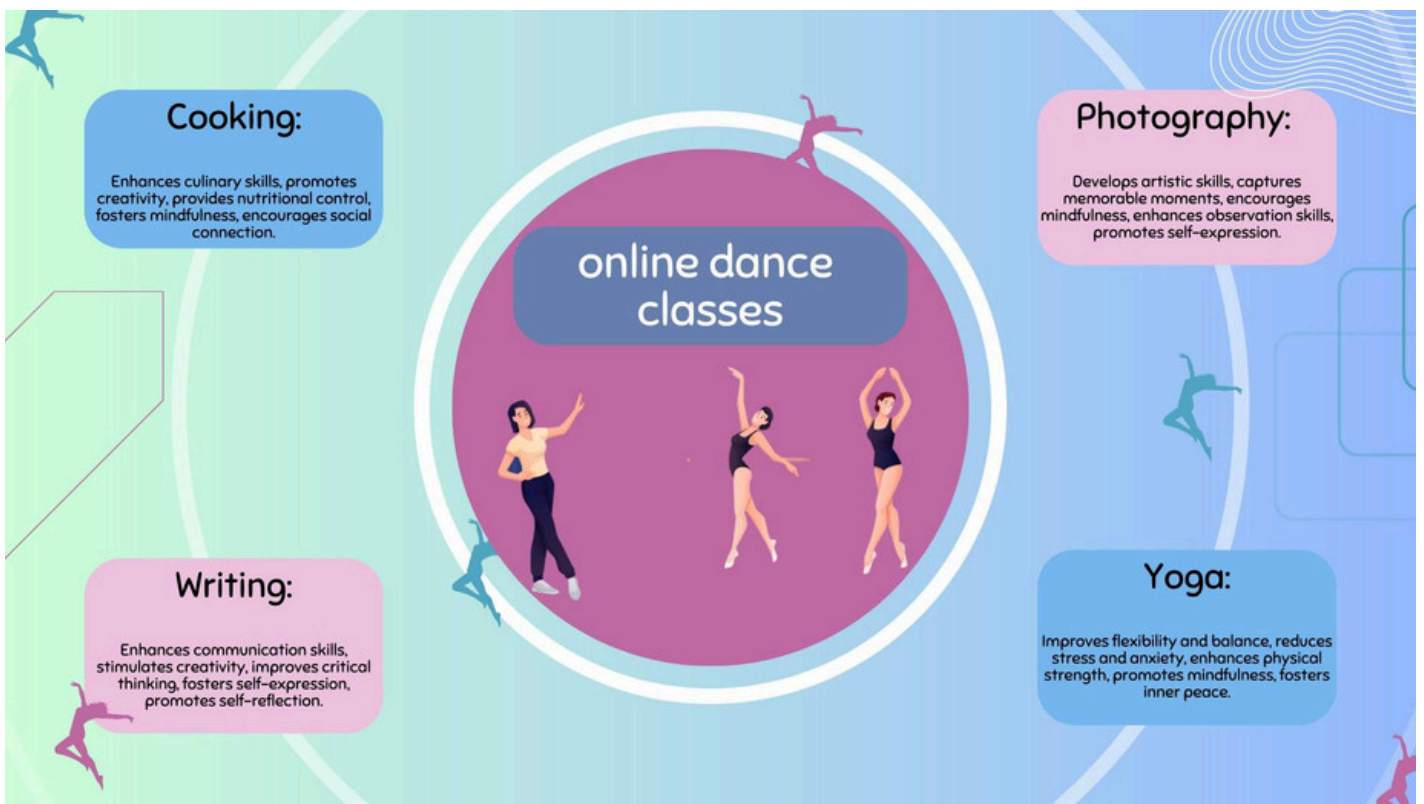 Cooking:
Enhances culinary skills, promotes
creativity, provides nutritional control,
fosters mindfulness, encourages social
connection.
online dance
classes
Photography:
Develops artistic skills, captures
memorable moments, encourages
mindfulness, enhances observation skills,
promotes self-expression.
Writing:
Enhances communication skills,
stimulates creativity, improves critical
thinking, fosters self-expression,
promotes self-reflection.
Yoga:
Improves flexibility and balance, reduces
stress and anxiety, enhances physical
strength, promotes mindfulness, fosters
inner peace.